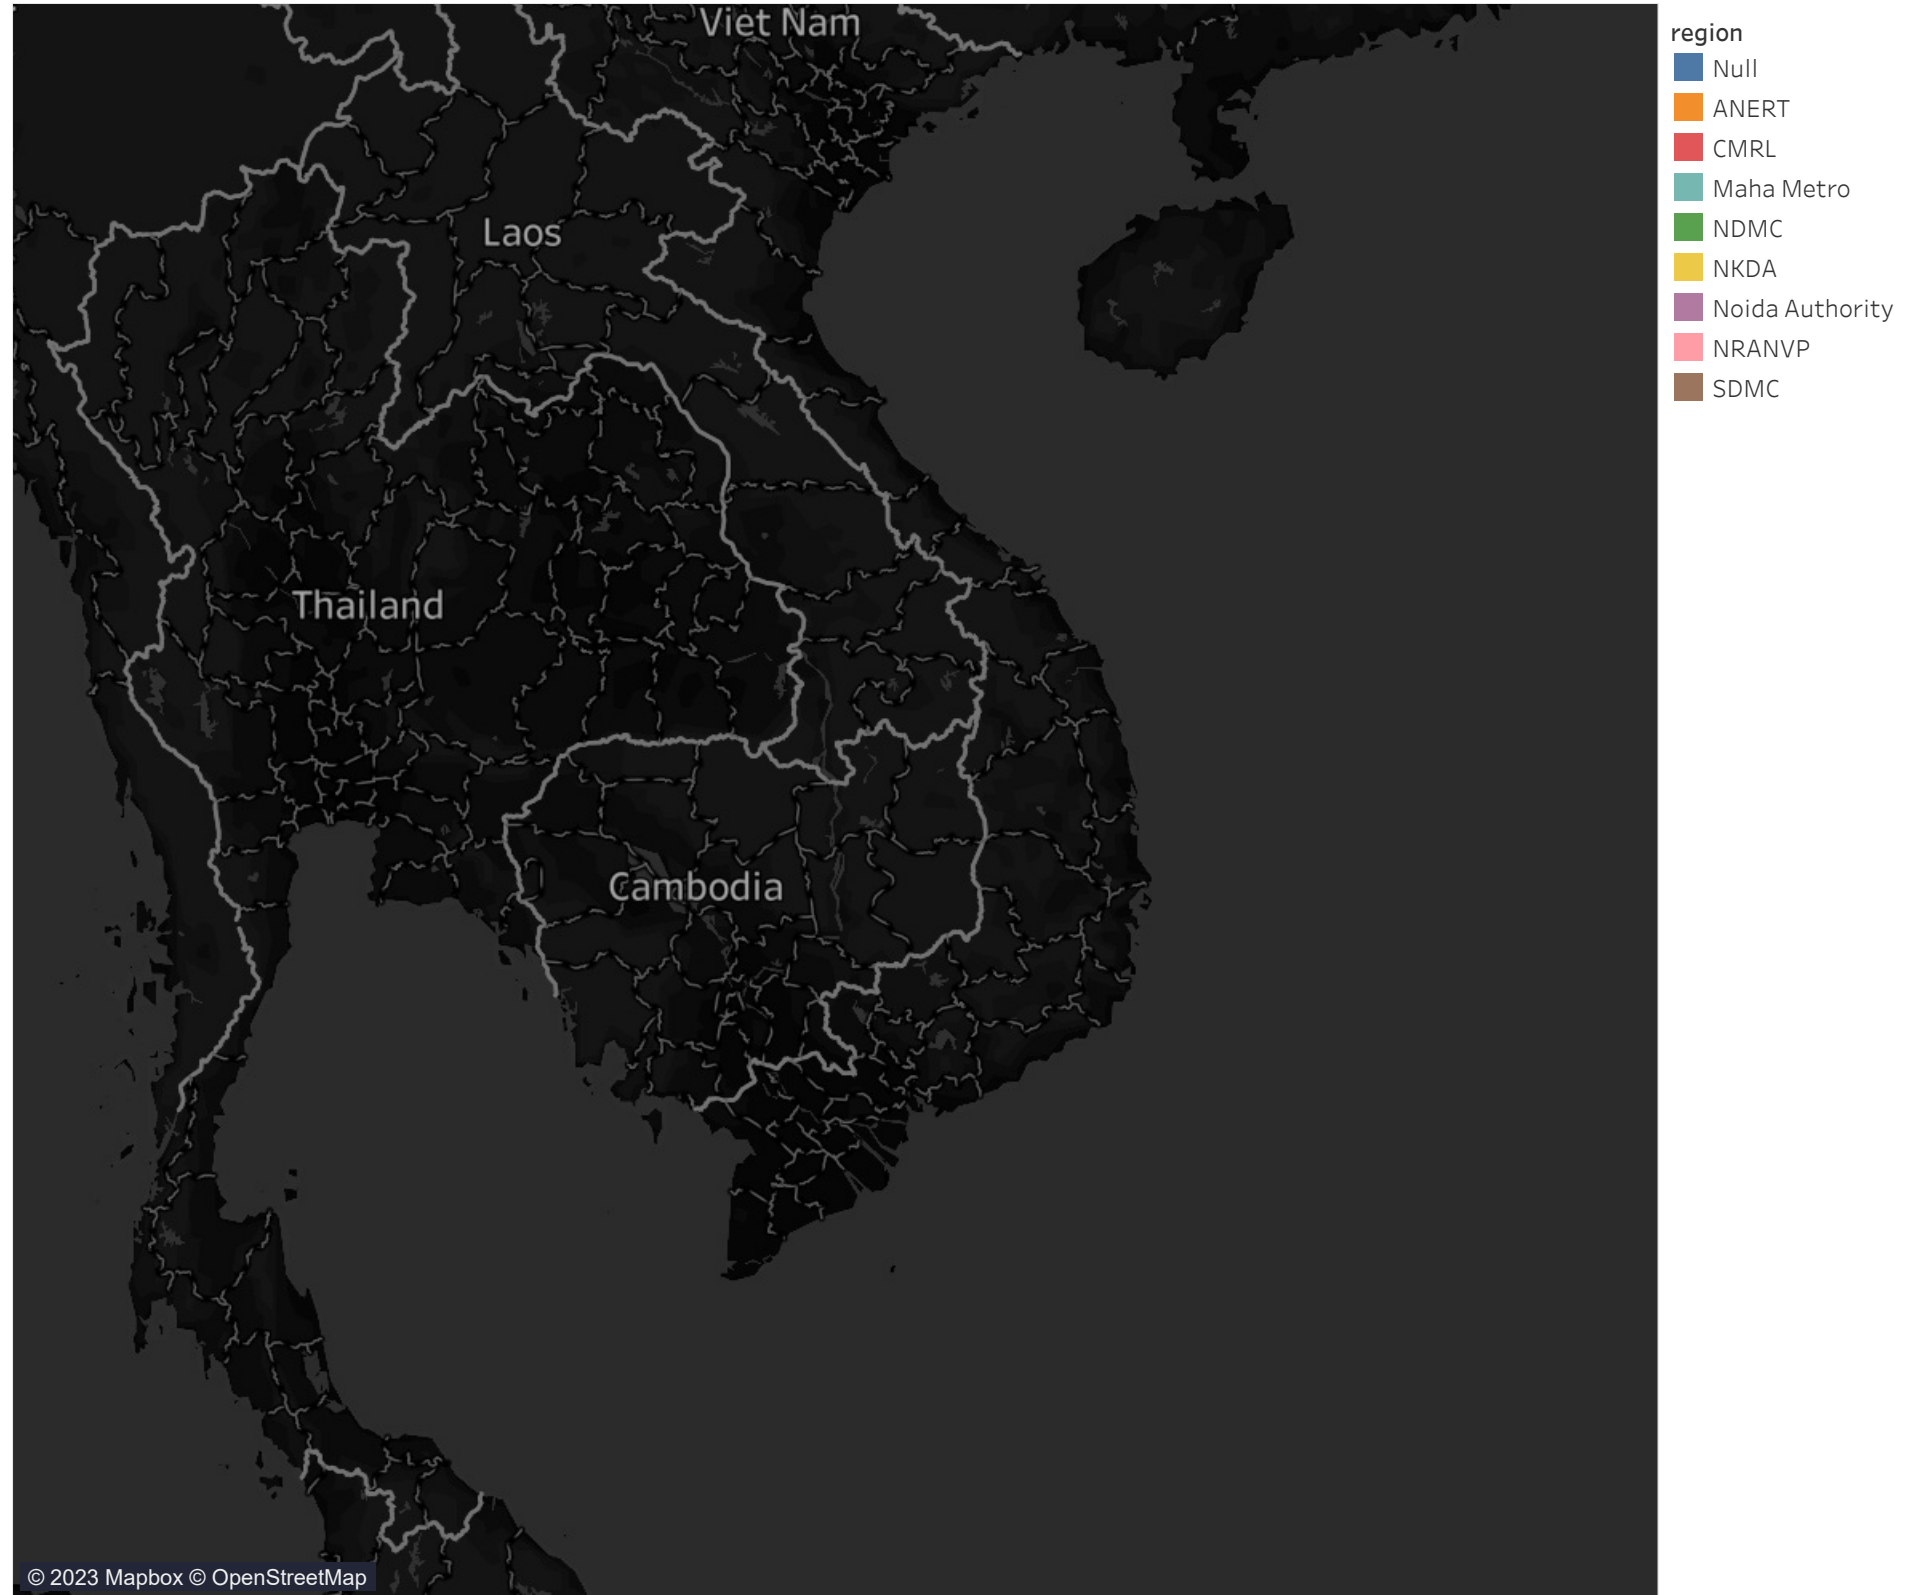 Viet Nam
Laos
Thailand
Cambodia
© 2023 Mapbox © OpenStreetMap
region
Null
ANERT
CMRL
Maha Metro
NDMC
NKDA
Noida Authority
NRANVP
SDMC